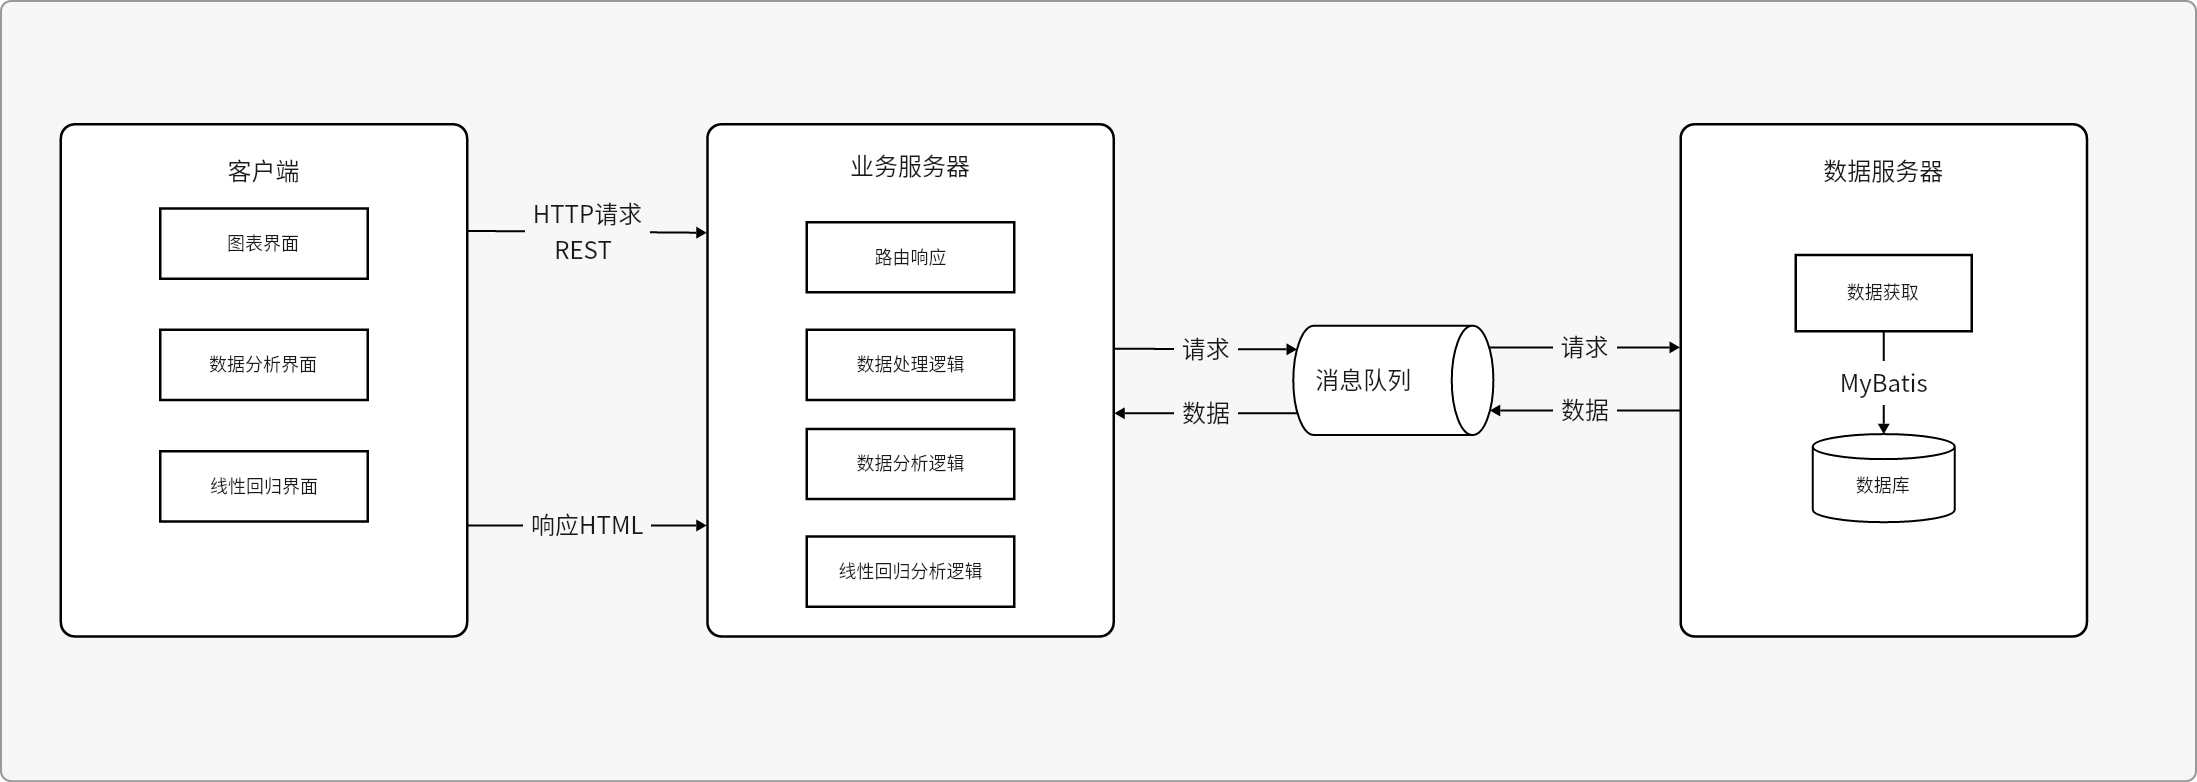 客户端
图表界面
数据分析界面
线性回归界面
HTTP请求
REST
响应HTML
业务服务器
路由响应
数据处理逻辑
数据分析逻辑
线性回归分析逻辑
请求
数据
消息队列
请求
数据
数据服务器
数据获取
MyBatis
数据库